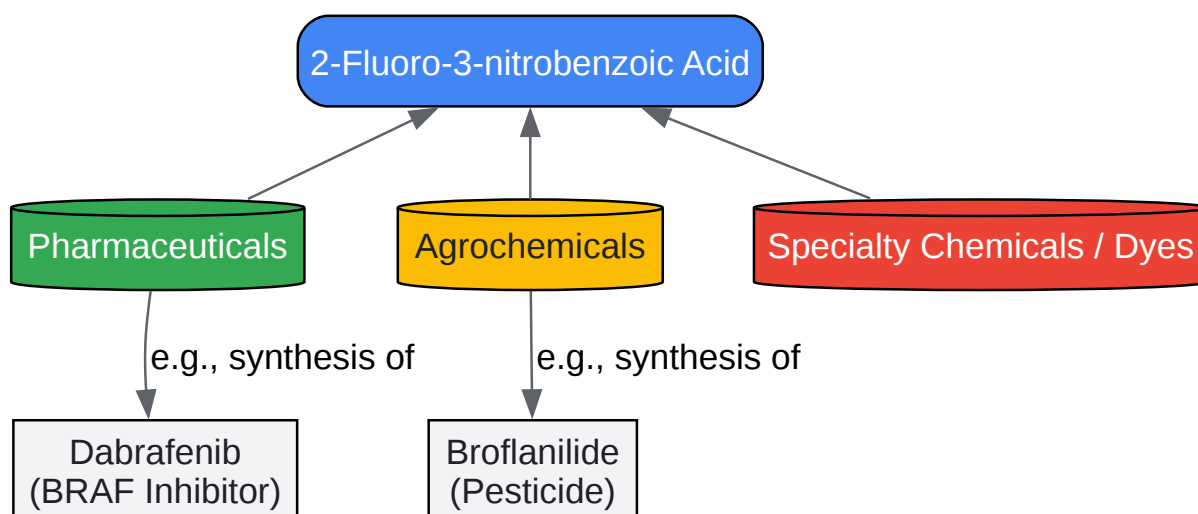 2-Fluoro-3-nitrobenzoic Acid
Pharmaceuticals
Agrochemicals
Specialty Chemicals / Dyes
e.g., synthesis of
e.g., synthesis of
Dabrafenib
(BRAF Inhibitor)
Broflanilide
(Pesticide)